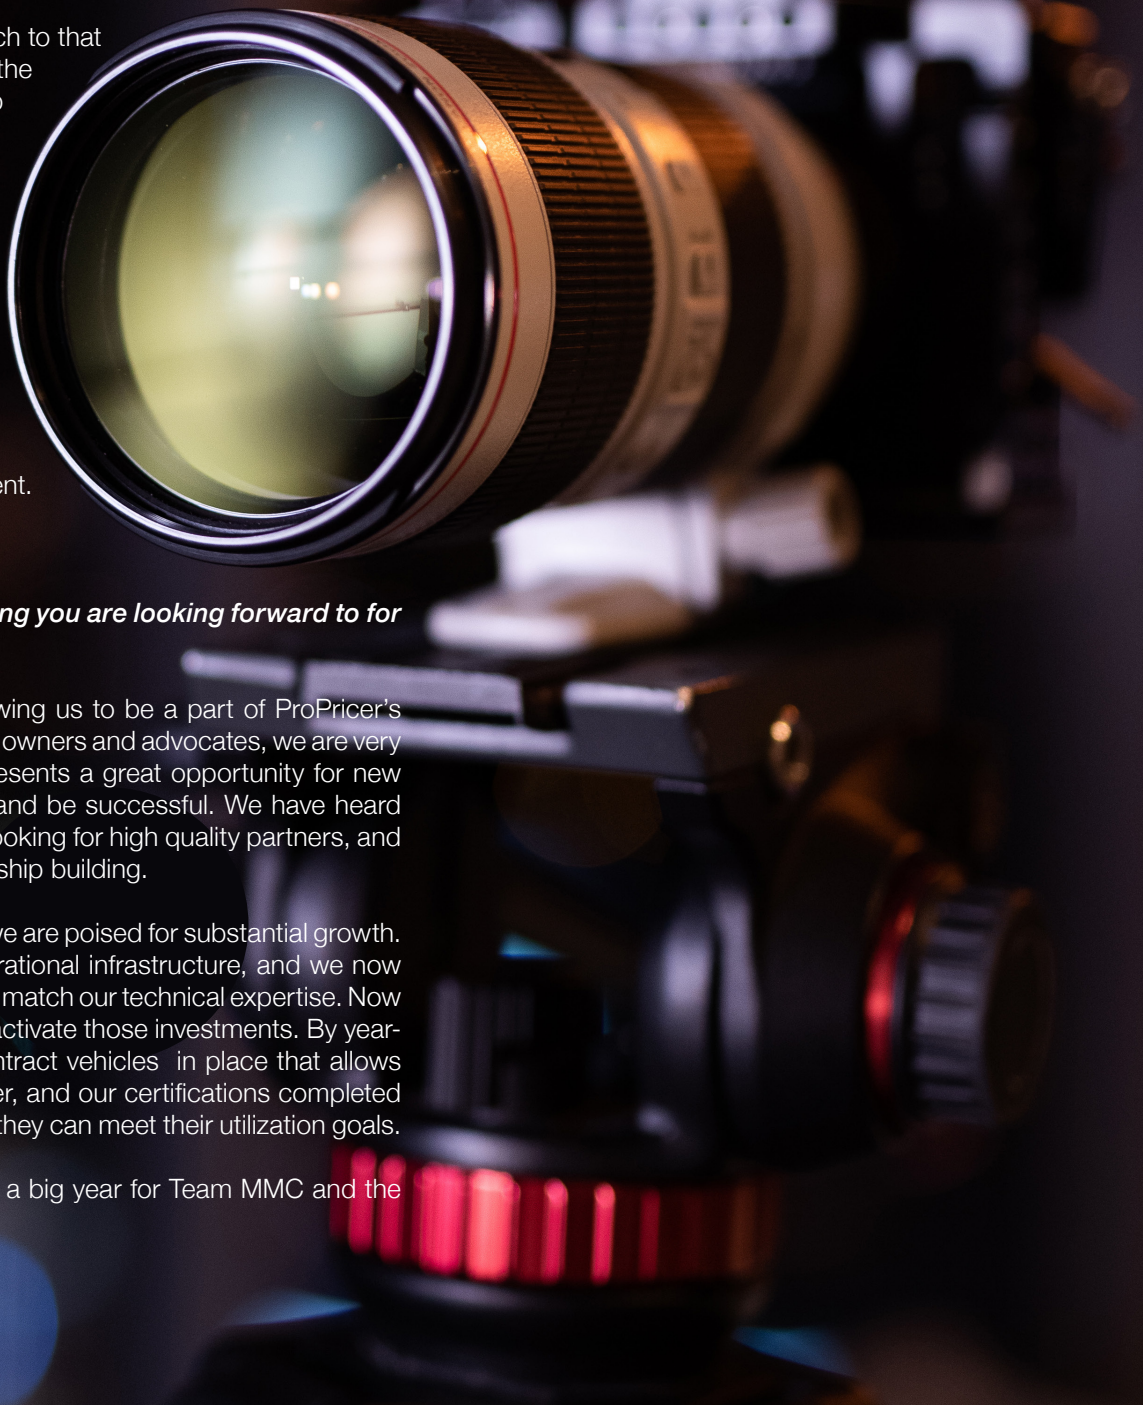 ch to that
the
ent.
ng you are looking forward to for
wing us to be a part of ProPricer’s
owners and advocates, we are very
esents a great opportunity for new
and be successful. We have heard
ooking for high quality partners, and
ship building.
we are poised for substantial growth.
rational infrastructure, and we now
match our technical expertise. Now
activate those investments. By year-
ntract vehicles in place that allows
er, and our certifications completed
they can meet their utilization goals.
a big year for Team MMC and the